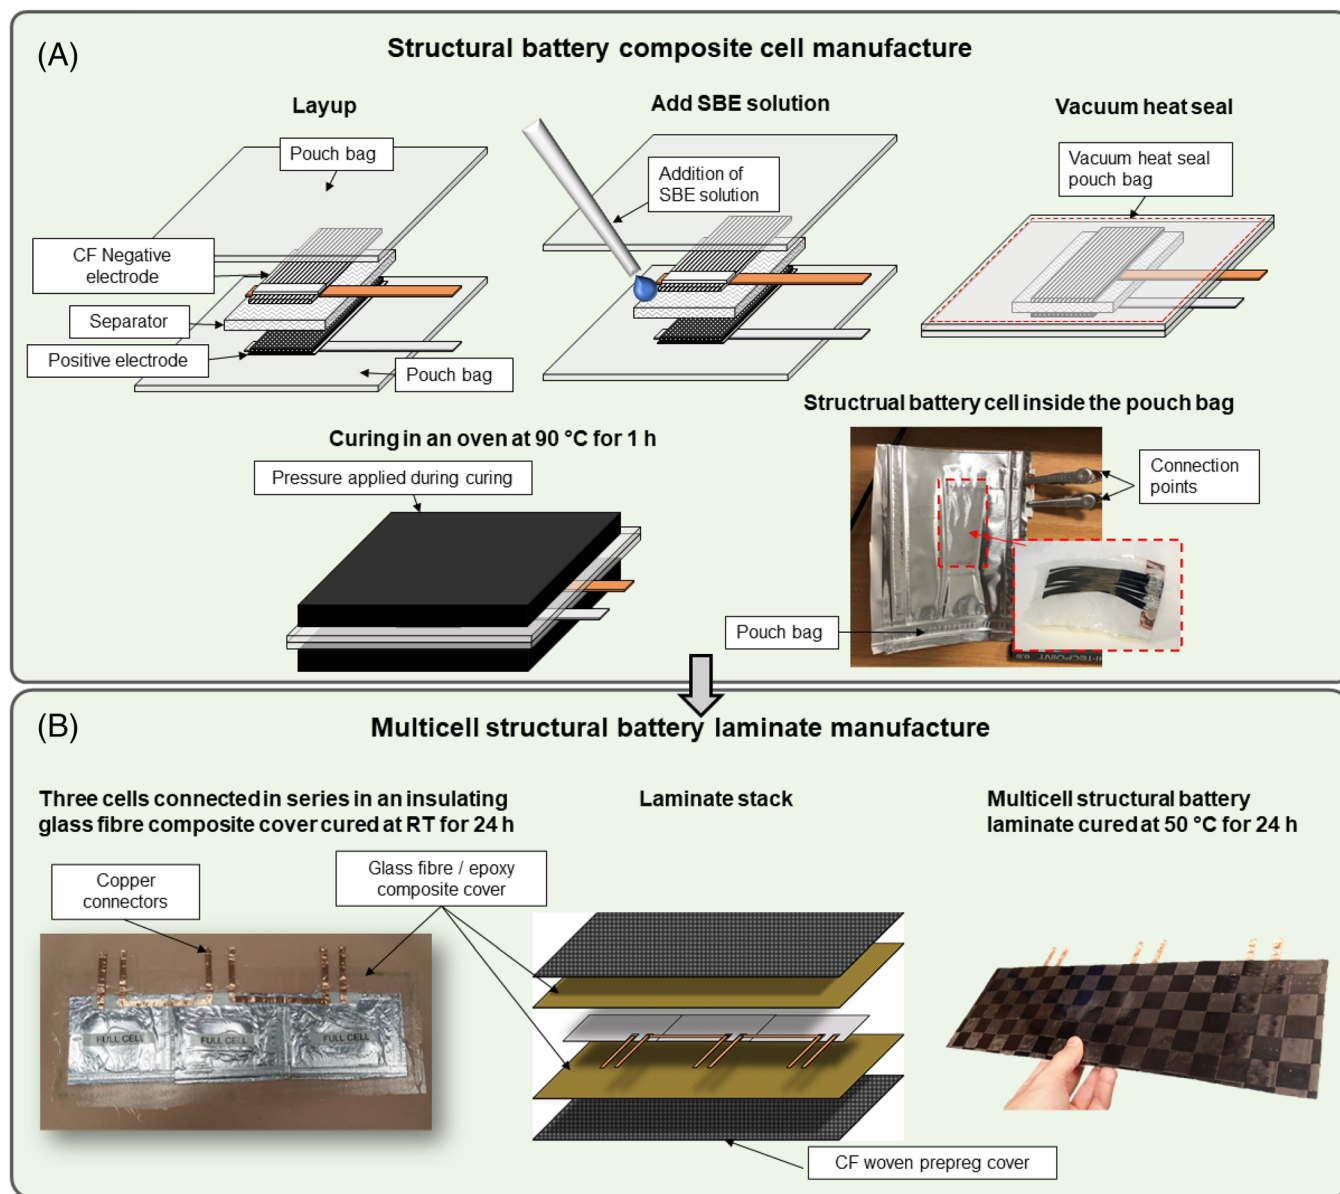 (A)
Structural battery composite cell manufacture
Layup
Pouch bag
CF Negative
electrode
Separator
Positive electrode
Pouch bag
Add SBE solution
Addition of
SBE solution
Vacuum heat seal
Vacuum heat seal
pouch bag
Curing in an oven at 90 °C for 1 h
Pressure applied during curing
Structrual battery cell inside the pouch bag
Connection
points
Pouch bag
(B)
Multicell structural battery laminate manufacture
Three cells connected in series in an insulating
glass fibre composite cover cured at RT for 24 h
Copper
connectors
Glass fibre / epoxy
composite cover
FULL CELL
FULL CELL
FULL CELL
Laminate stack
CF woven prepreg cover
Multicell structural battery
laminate cured at 50 °C for 24 h